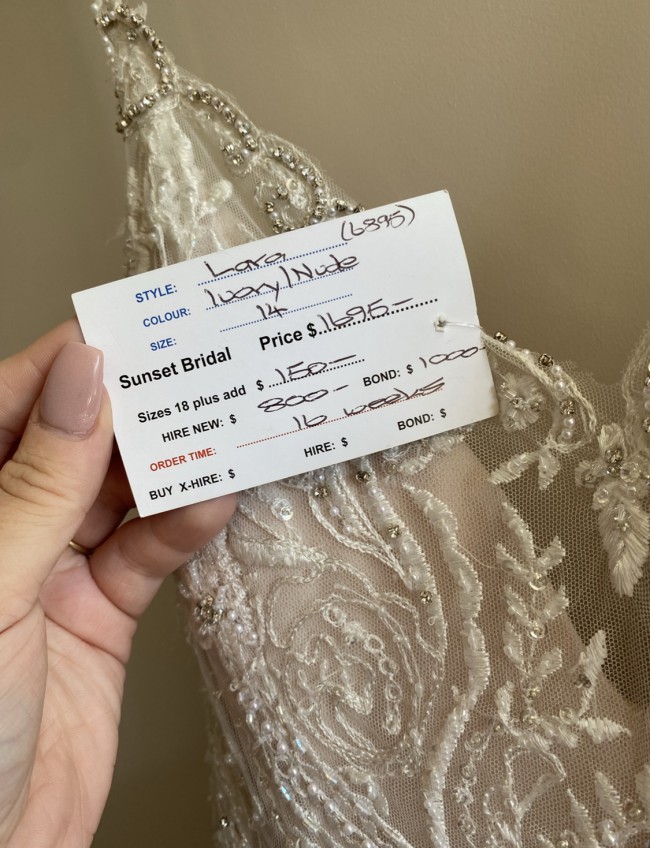 STYLE: Lara (6895)
COLOUR: Ivory/Nude
SIZE: 14
Sunset Bridal Price $ 1695-
Sizes 18 plus add $ 150-
HIRE NEW: $ 800- BOND: $ 1000-
ORDER TIME: 16 weeks
BUY X-HIRE: $ HIRE: $ BOND: $